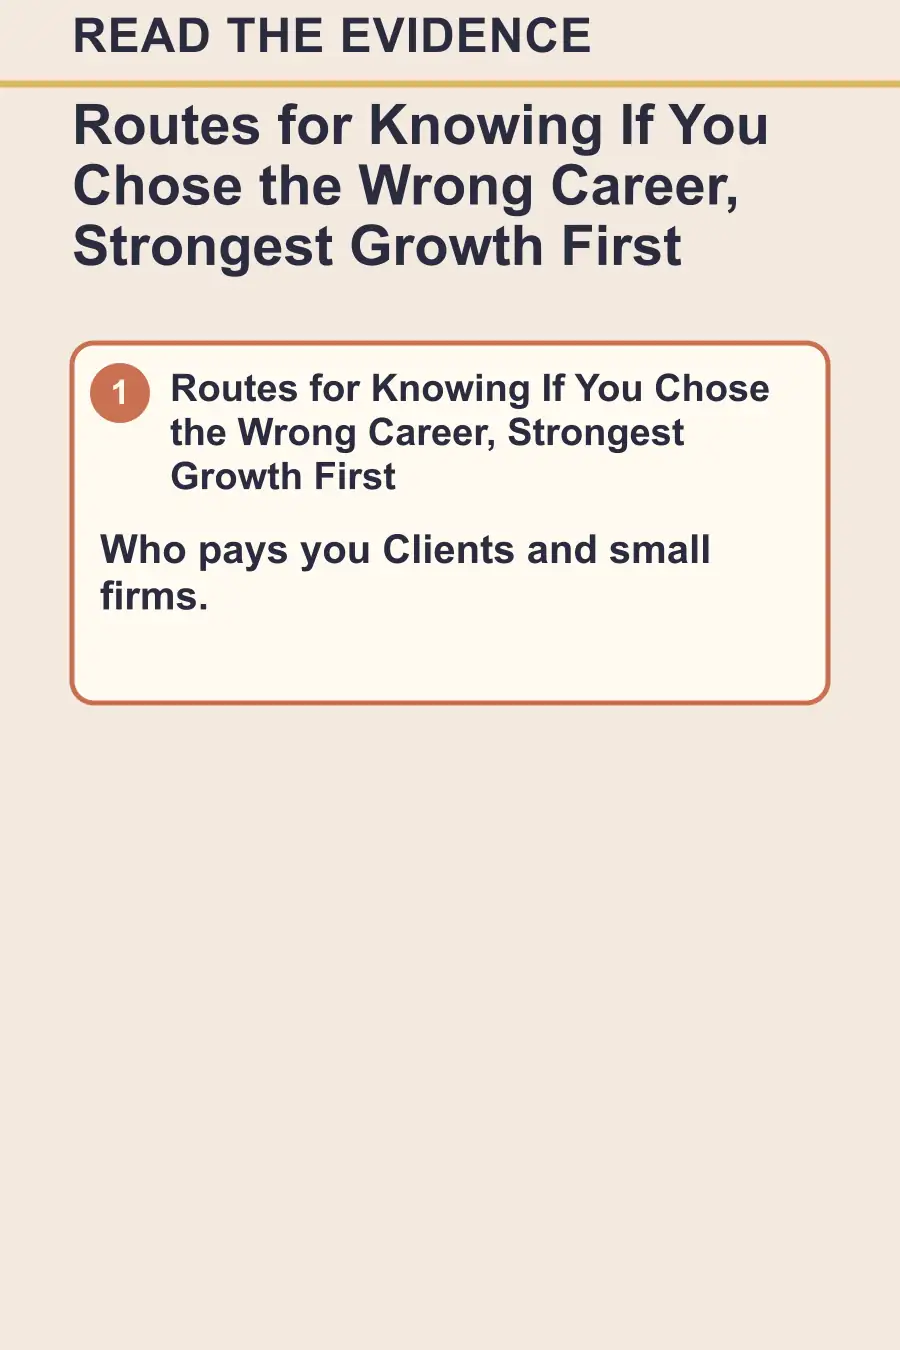 READ THE EVIDENCE
Routes for Knowing If You
Chose the Wrong Career,
Strongest Growth First
1
Routes for Knowing If You Chose
the Wrong Career, Strongest
Growth First
Who pays you Clients and small
firms.